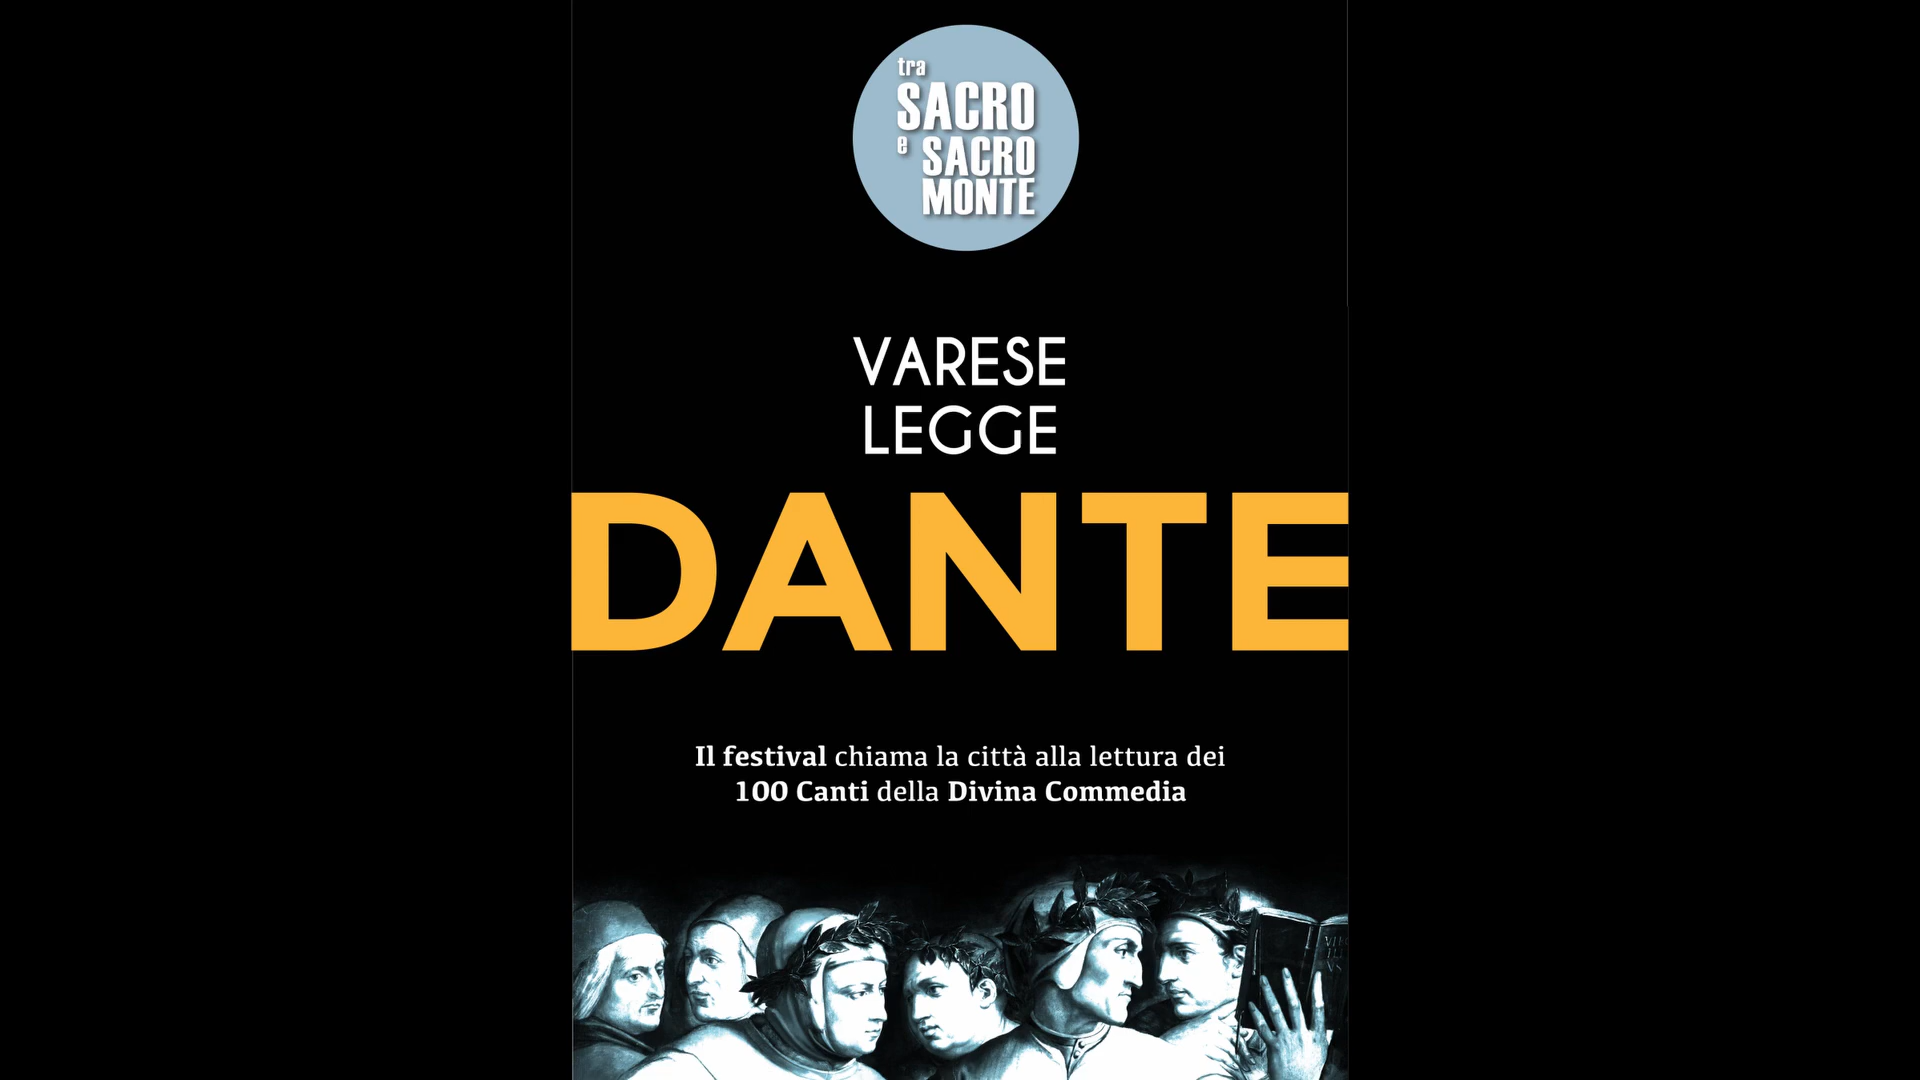 tra
SACRO
e SACRO
MONTE
VARESE
LEGGE
DANTE
Il festival chiama la città alla lettura dei
100 Canti della Divina Commedia